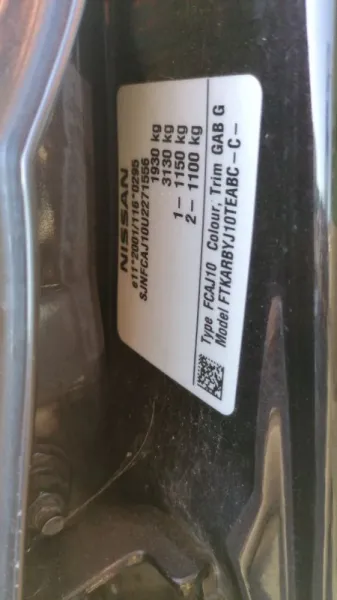 NISSAN
e11*2001/116*0295
SJNFCAJ10U2271556
1930 kg
3130 kg
1 – 1150 kg
2 – 1100 kg
Type FCAJ10 Colour, Trim GAB G
Model FTKARBYJ10TEABC-C-